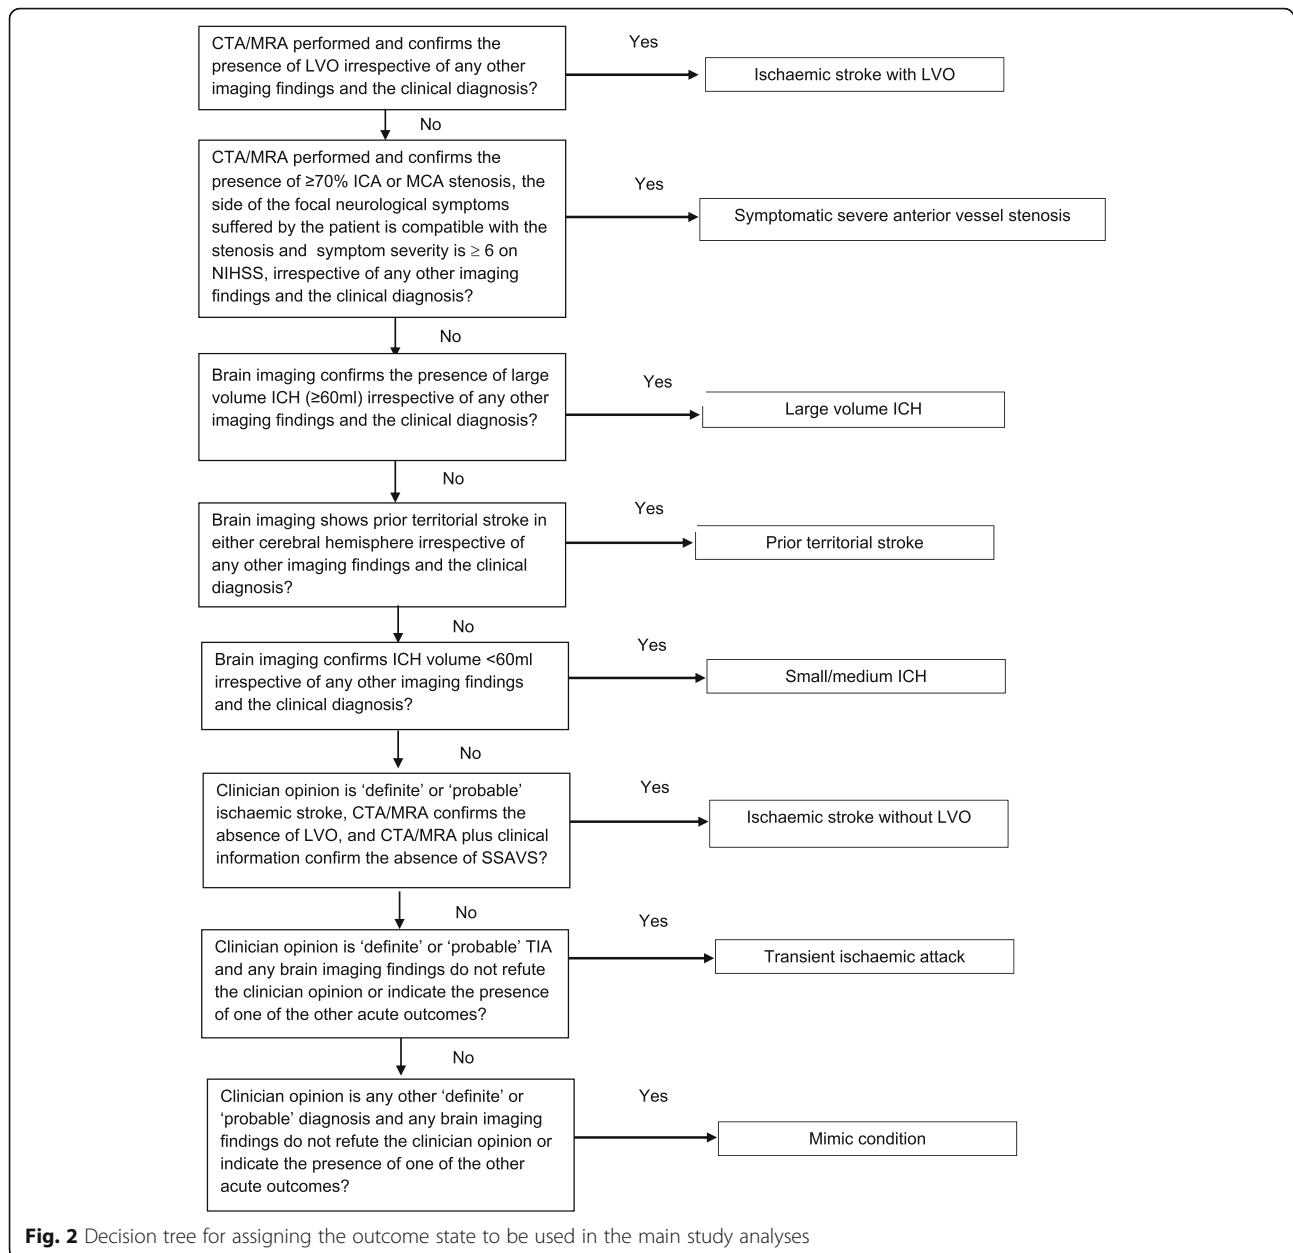 CTA/MRA performed and confirms the
presence of LVO irrespective of any other
imaging findings and the clinical diagnosis?
Yes
Ischaemic stroke with LVO
No
CTA/MRA performed and confirms the
presence of ≥70% ICA or MCA stenosis, the
side of the focal neurological symptoms
suffered by the patient is compatible with the
stenosis and symptom severity is ≥ 6 on
NIHSS, irrespective of any other imaging
findings and the clinical diagnosis?
Yes
Symptomatic severe anterior vessel stenosis
No
Brain imaging confirms the presence of large
volume ICH (≥60ml) irrespective of any other
imaging findings and the clinical diagnosis?
Yes
Large volume ICH
No
Brain imaging shows prior territorial stroke in
either cerebral hemisphere irrespective of
any other imaging findings and the clinical
diagnosis?
Yes
Prior territorial stroke
No
Brain imaging confirms ICH volume <60ml
irrespective of any other imaging findings
and the clinical diagnosis?
Yes
Small/medium ICH
No
Clinician opinion is ‘definite’ or ‘probable’
ischaemic stroke, CTA/MRA confirms the
absence of LVO, and CTA/MRA plus clinical
information confirm the absence of SSAVS?
Yes
Ischaemic stroke without LVO
No
Clinician opinion is ‘definite’ or ‘probable’ TIA
and any brain imaging findings do not refute
the clinician opinion or indicate the presence
of one of the other acute outcomes?
Yes
Transient ischaemic attack
No
Clinician opinion is any other ‘definite’ or
‘probable’ diagnosis and any brain imaging
findings do not refute the clinician opinion or
indicate the presence of one of the other
acute outcomes?
Yes
Mimic condition
Fig. 2 Decision tree for assigning the outcome state to be used in the main study analyses